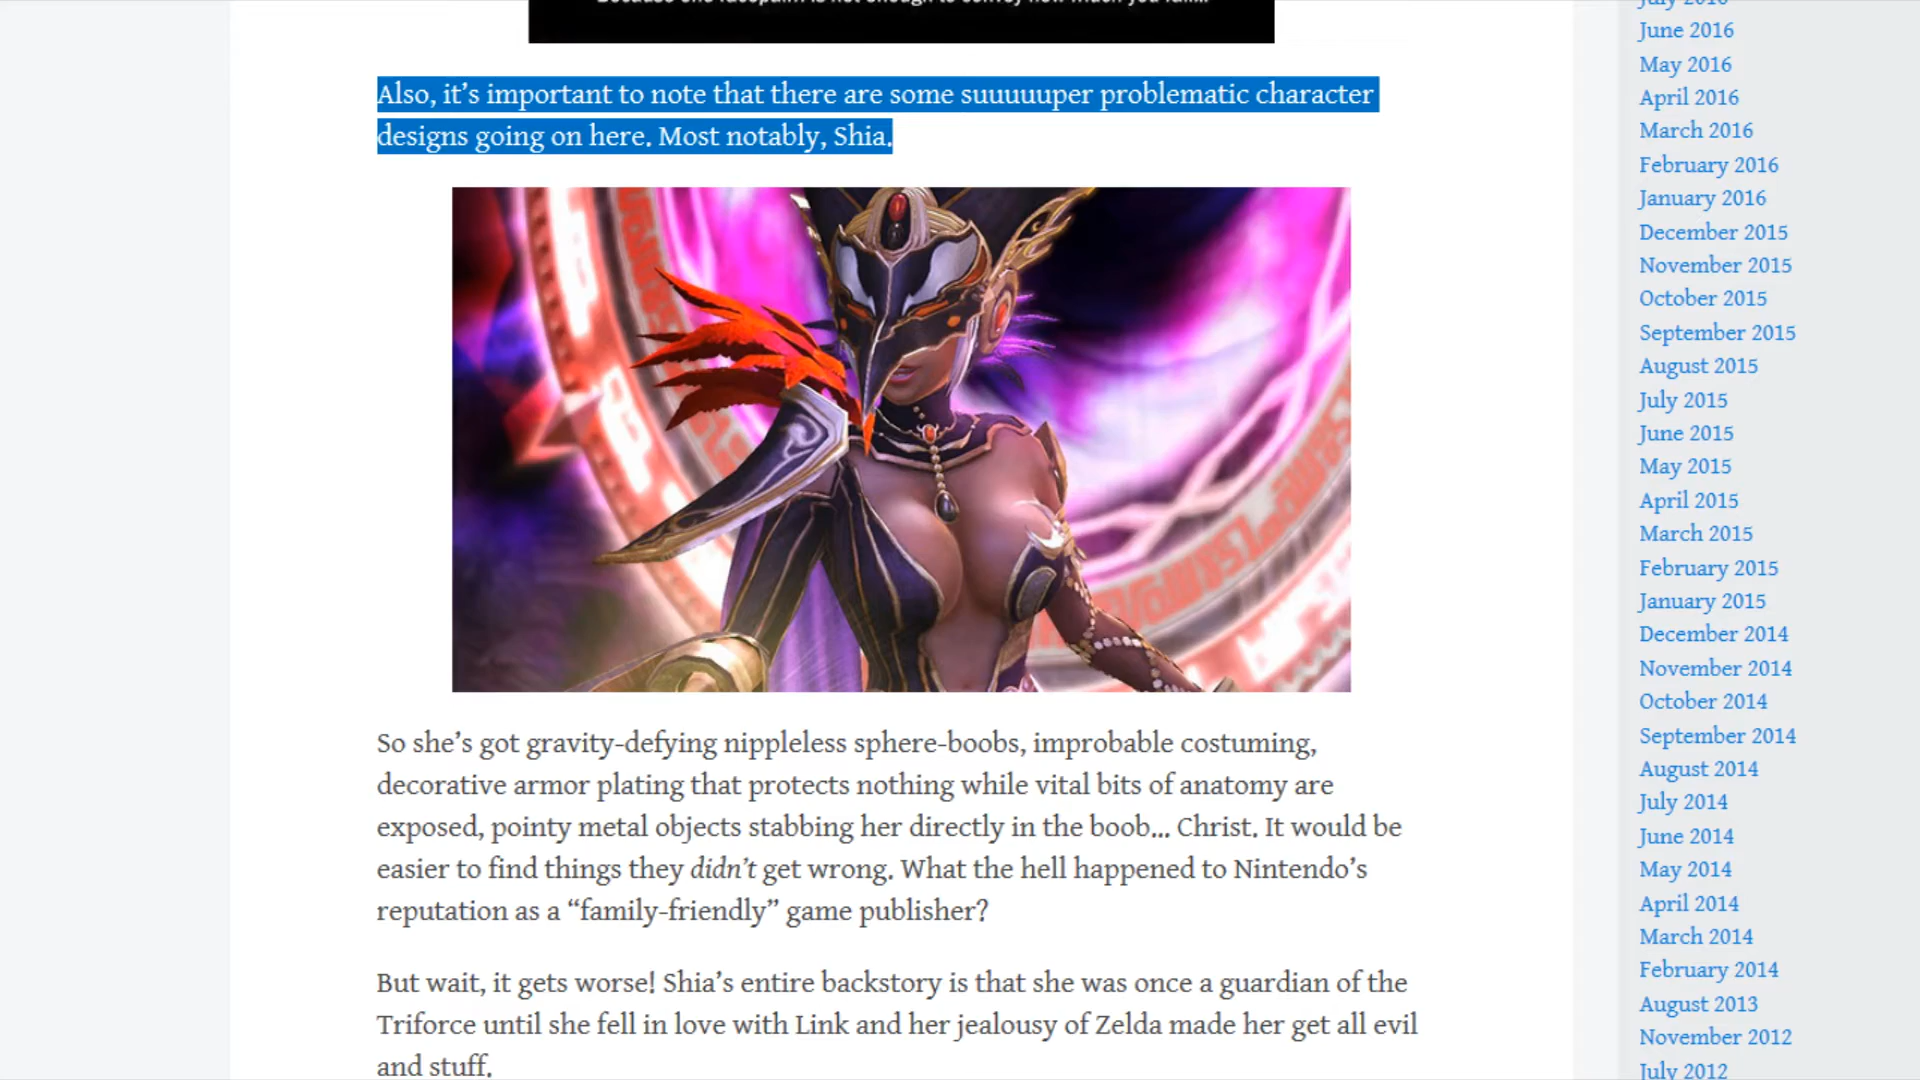 Also, it's important to note that there are some suuuuuper problematic character
designs going on here. Most notably, Shia.
So she's got gravity-defying nippleless sphere-boobs, improbable costuming,
decorative armor plating that protects nothing while vital bits of anatomy are
exposed, pointy metal objects stabbing her directly in the boob... Christ. It would be
easier to find things they didn't get wrong. What the hell happened to Nintendo's
reputation as a “family-friendly” game publisher?
But wait, it gets worse! Shia's entire backstory is that she was once a guardian of the
Triforce until she fell in love with Link and her jealousy of Zelda made her get all evil
and stuff.
July 2016
June 2016
May 2016
April 2016
March 2016
February 2016
January 2016
December 2015
November 2015
October 2015
September 2015
August 2015
July 2015
June 2015
May 2015
April 2015
March 2015
February 2015
January 2015
December 2014
November 2014
October 2014
September 2014
August 2014
July 2014
June 2014
May 2014
April 2014
March 2014
February 2014
August 2013
November 2012
July 2012